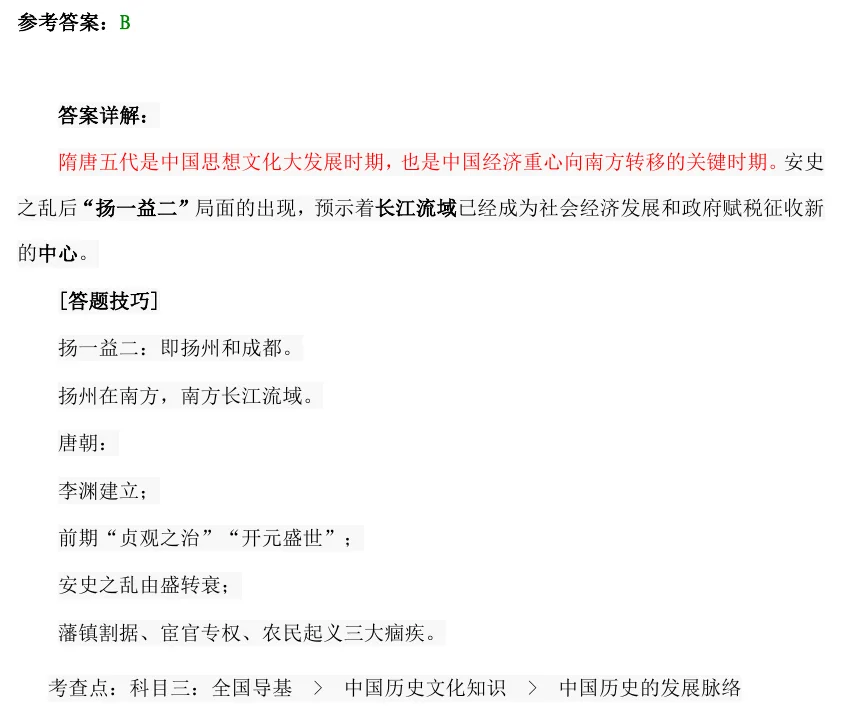 参考答案：B
答案详解：
隋唐五代是中国思想文化大发展时期，也是中国经济重心向南方转移的关键时期。安史
之乱后“扬一益二”局面的出现，预示着长江流域已经成为社会经济发展和政府赋税征收新
的中心。
[答题技巧]
扬一益二：即扬州和成都。
扬州在南方，南方长江流域。
唐朝：
李渊建立；
前期“贞观之治”“开元盛世”；
安史之乱由盛转衰；
藩镇割据、宦官专权、农民起义三大痼疾。
考查点：科目三：全国导基 > 中国历史文化知识 > 中国历史的发展脉络